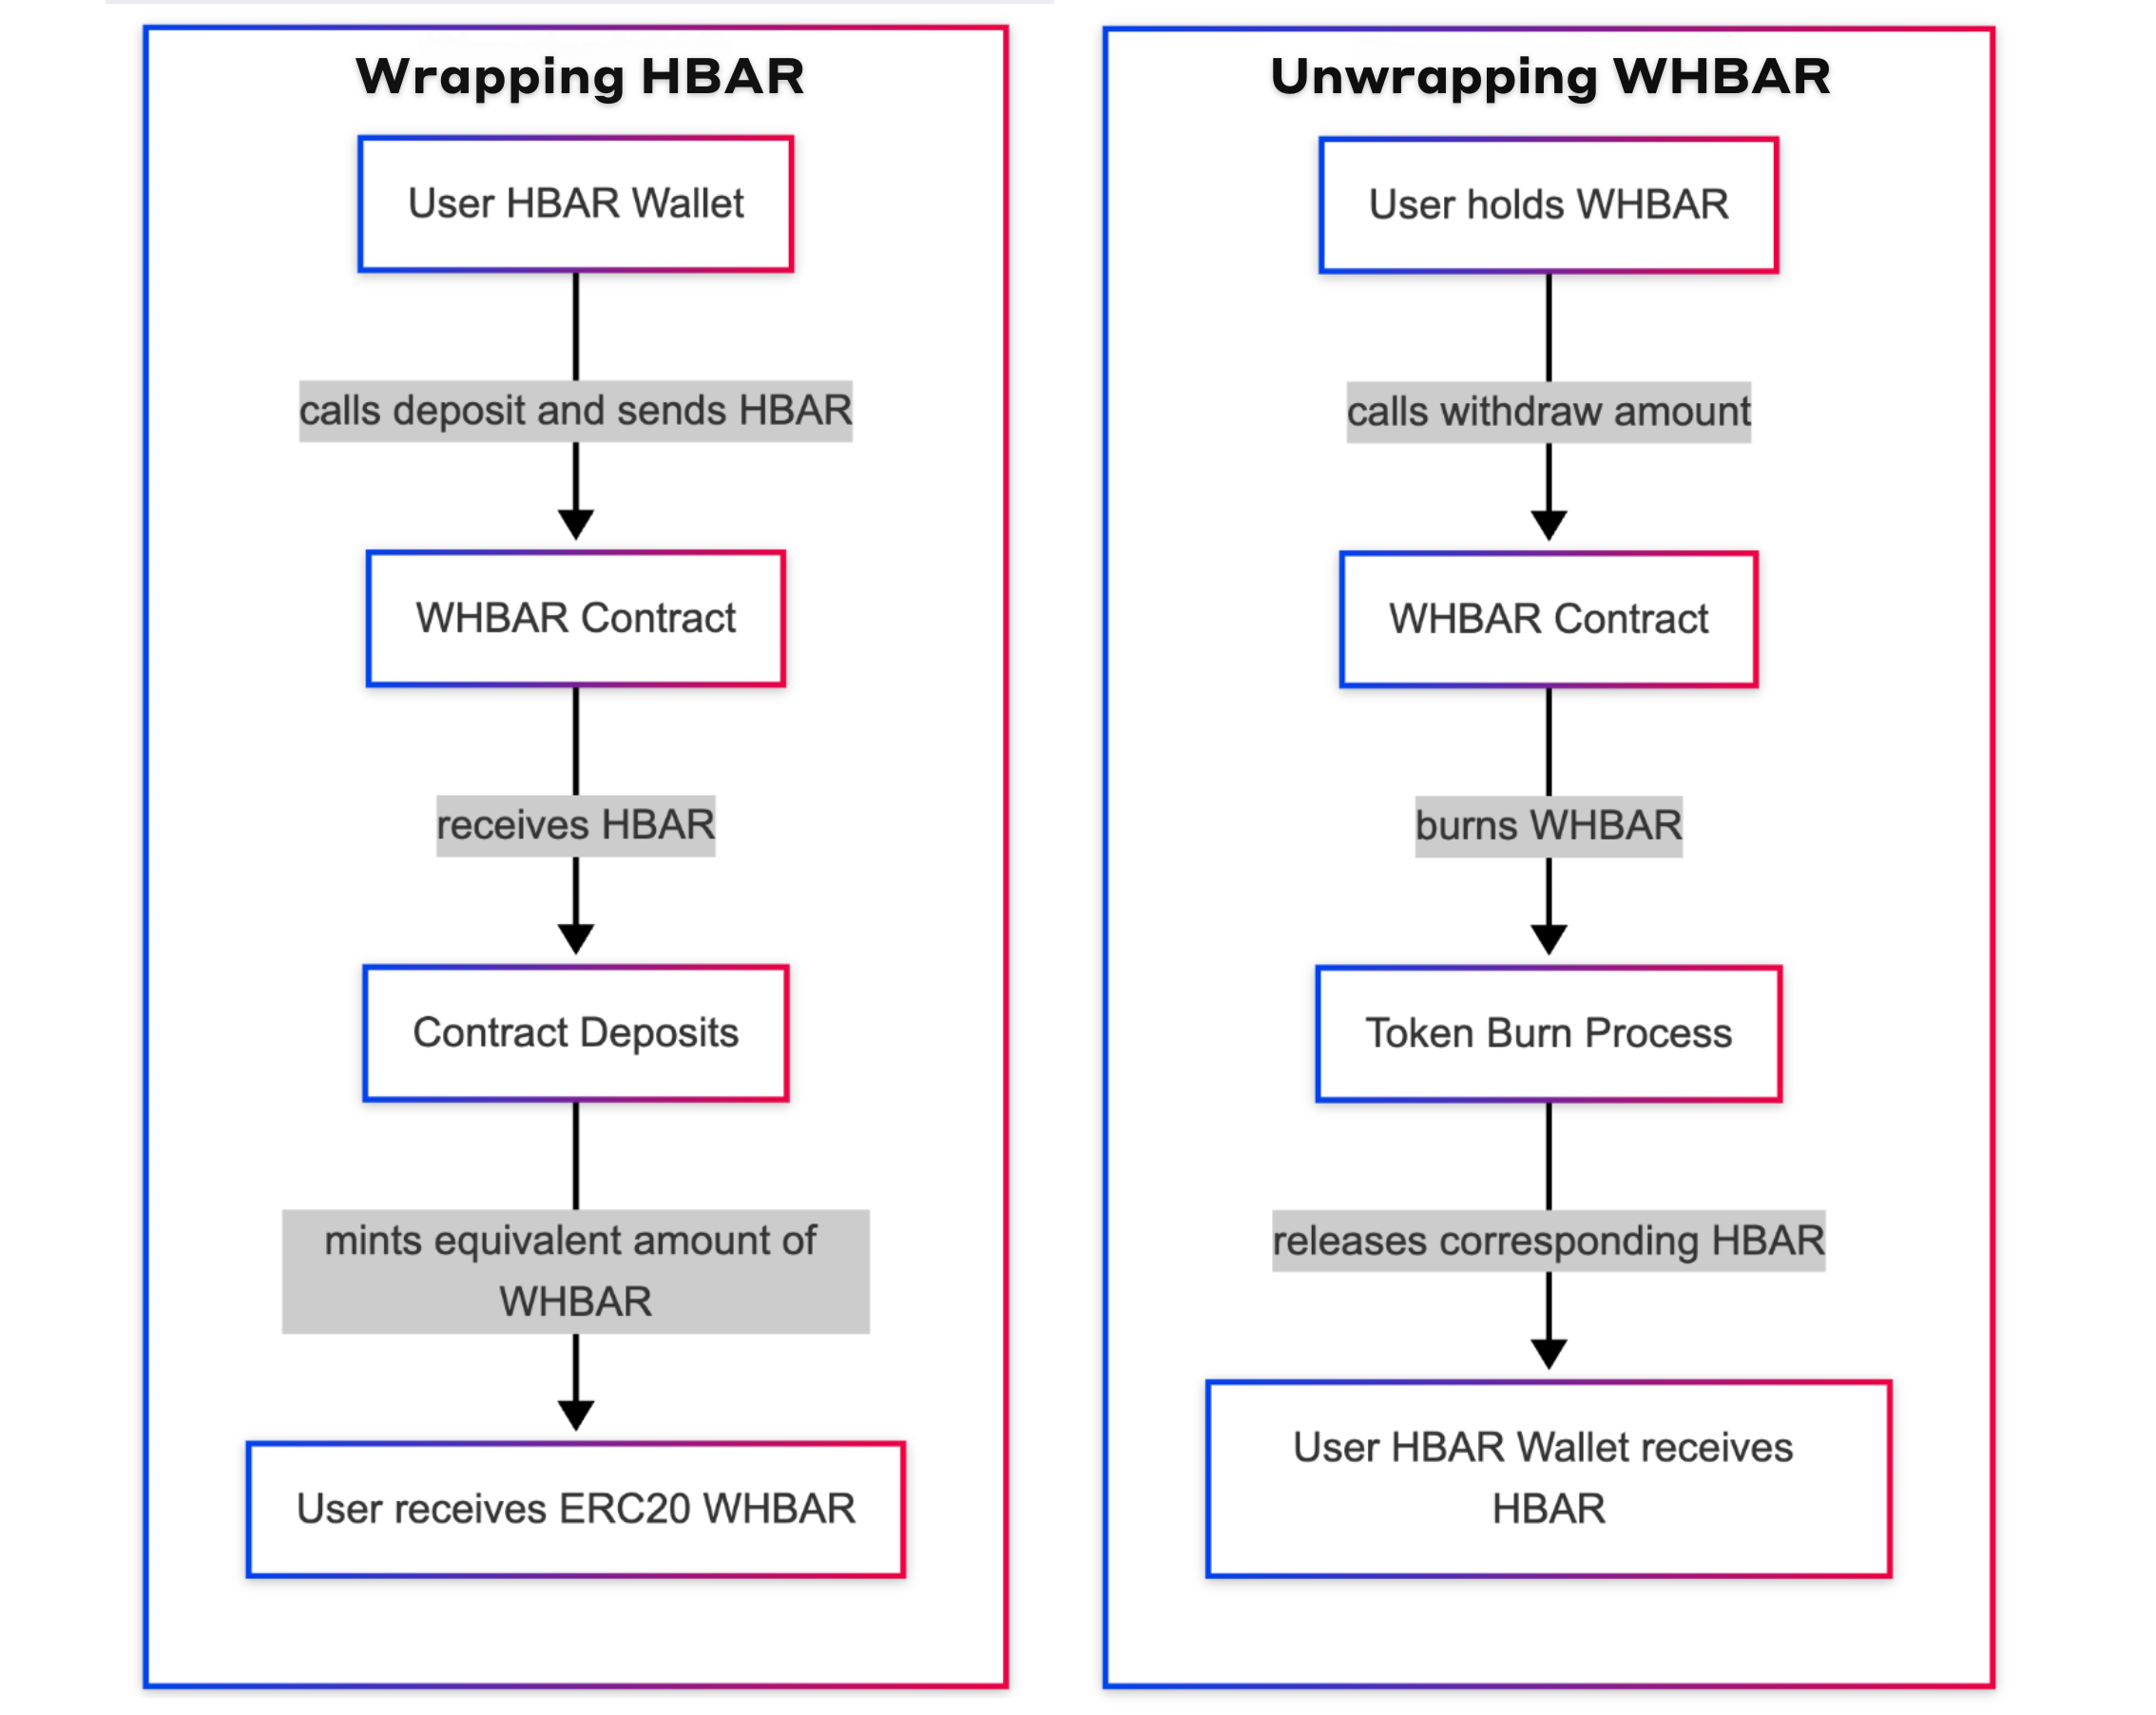 Wrapping HBAR
User HBAR Wallet
calls deposit and sends HBAR
WHBAR Contract
receives HBAR
Contract Deposits
mints equivalent amount of
WHBAR
User receives ERC20 WHBAR
Unwrapping WHBAR
User holds WHBAR
calls withdraw amount
WHBAR Contract
burns WHBAR
Token Burn Process
releases corresponding HBAR
User HBAR Wallet receives
HBAR